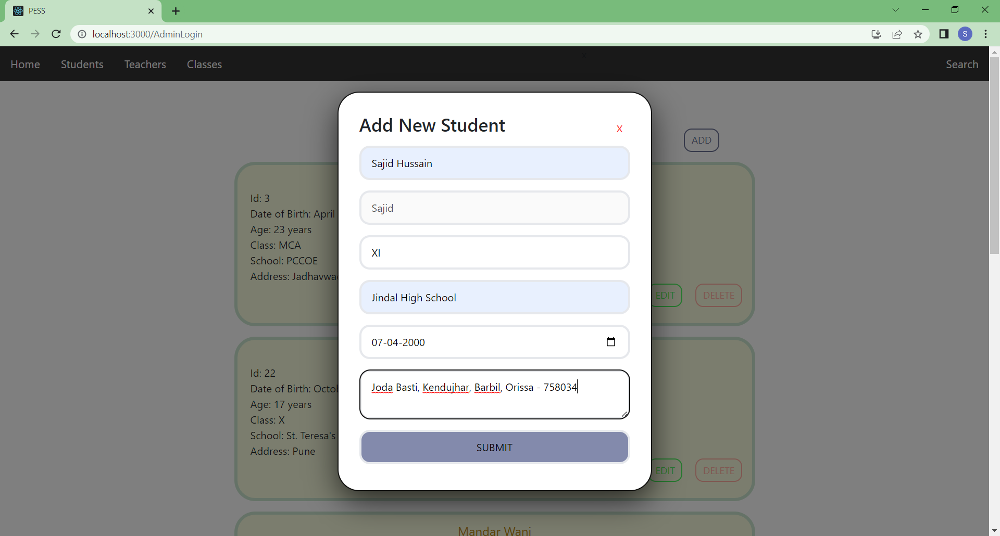 PESS
localhost:3000/AdminLogin
S
Home Students Teachers Classes Search
x
Add New Student X
ADD
Sajid Hussain
Sajid
XI
Jindal High School
07-04-2000
Joda Basti, Kendujhar, Barbil, Orissa - 758034
SUBMIT
Id: 3
Date of Birth: April
Age: 23 years
Class: MCA
School: PCCOE
Address: Jadhavwa
EDIT DELETE
Id: 22
Date of Birth: Octo
Age: 17 years
Class: X
School: St. Teresa's
Address: Pune
EDIT DELETE
Mandar Wani